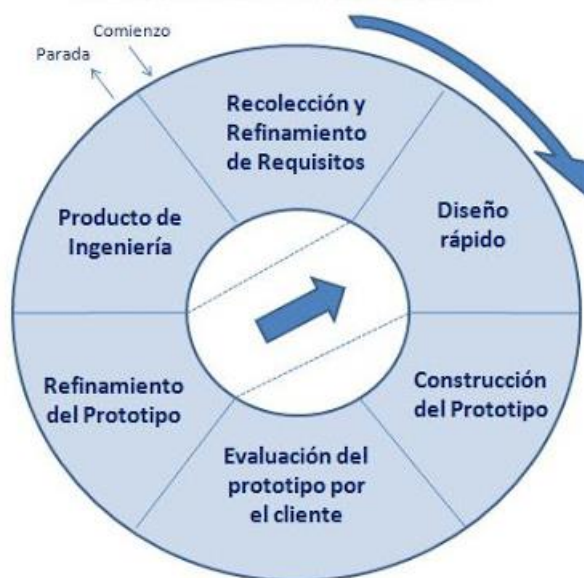 Comienzo
Parada
Recolección y
Refinamiento
de Requisitos
Diseño
rápido
Construcción
del Prototipo
Evaluación del
prototipo por
el cliente
Refinamiento
del Prototipo
Producto de
Ingeniería